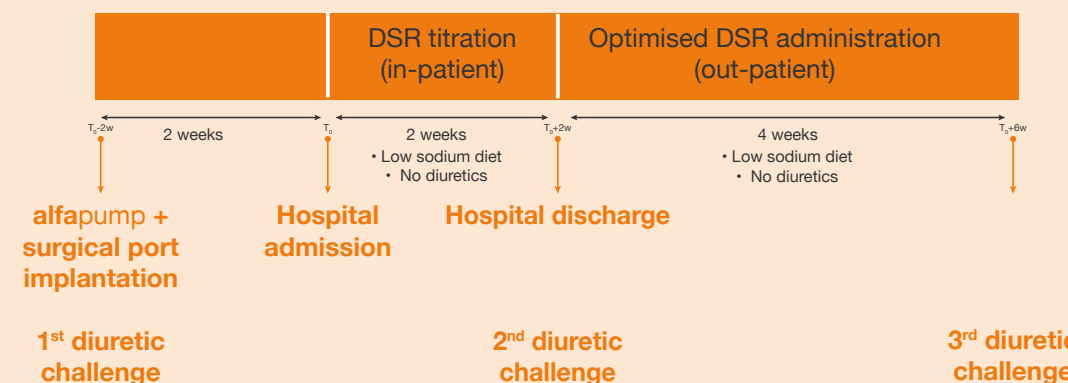 DSR titration
(in-patient)
Optimised DSR administration
(out-patient)
T₀-2w
2 weeks
T₀
2 weeks
• Low sodium diet
• No diuretics
T₀+2w
4 weeks
• Low sodium diet
• No diuretics
T₀+6w
alfapump +
surgical port
implantation
Hospital
admission
Hospital discharge
1st diuretic
challenge
2nd diuretic
challenge
3rd diuretic
challenge